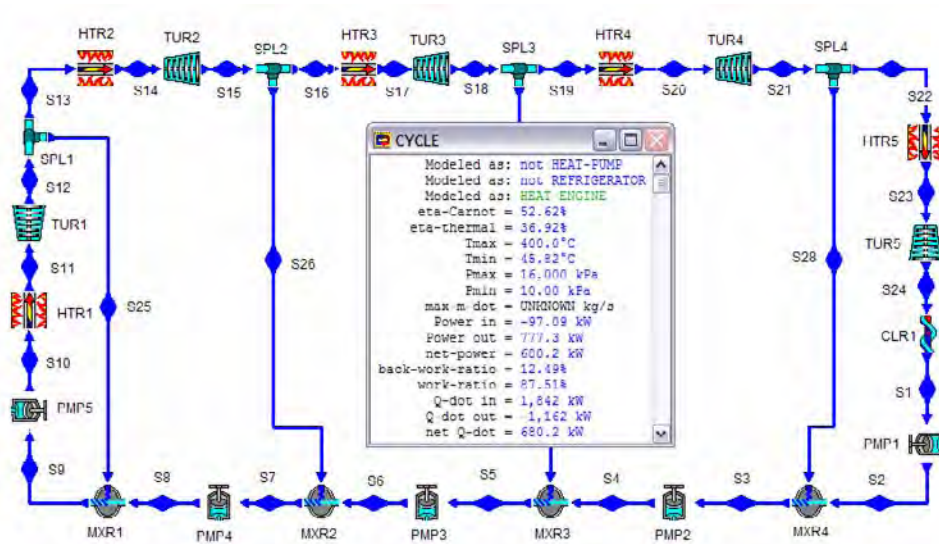 HTR2 TUR2 SPL2 HTR3 TUR3 SPL3 HTR4 TUR4 SPL4
S13 S14 S15 S16 S17 S18 S19 S20 S21 S22
SPL1
HTR5
S12
S23
TUR1
TUR5
S11
S26
S28
S24
HTR1
S25
CLR1
S10
S1
PMP5
PMP1
CYCLE
Modeled as: not HEAT-PUMP
Modeled as: not REFRIGERATOR
Modeled as: HEAT ENGINE
eta-Carnot = 52.62%
eta-thermal = 36.92%
Tmax = 400.0°C
Tmin = 45.82°C
Pmax = 16.000 kPa
Pmin = 10.00 kPa
max-m-dot = UNKNOWN kg/s
Power in = -97.09 kW
Power out = 777.3 kW
net-power = 600.2 kW
back-work-ratio = 12.49%
work-ratio = 87.51%
Q-dot in = 1,842 kW
Q-dot out = -1,162 kW
net Q-dot = 680.2 kW
S9 S8 S7 S6 S5 S4 S3 S2
MXR1 PMP4 MXR2 PMP3 MXR3 PMP2 MXR4